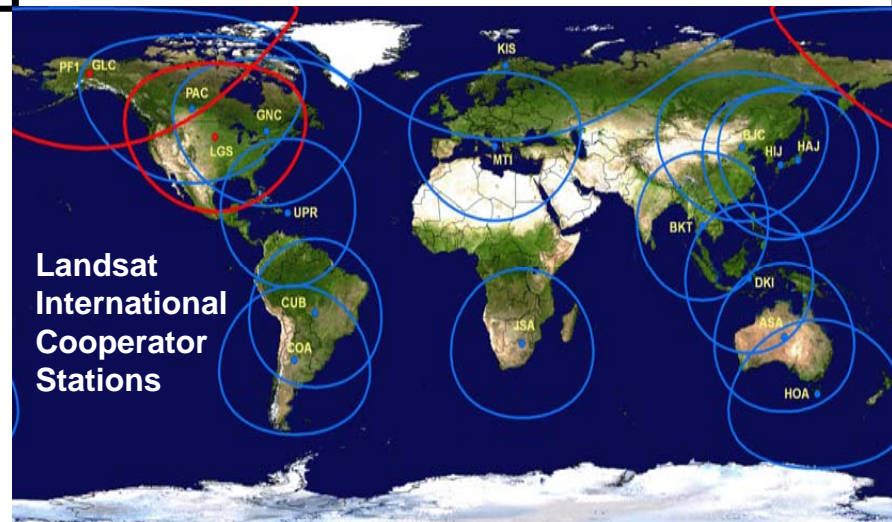 KIS
PF1 GLC
PAC
GNC
LGS
MTI
BJC
HIJ
HAJ
UPR
BKT
DKI
CUB
COA
JSA
ASA
HOA
Landsat
International
Cooperator
Stations